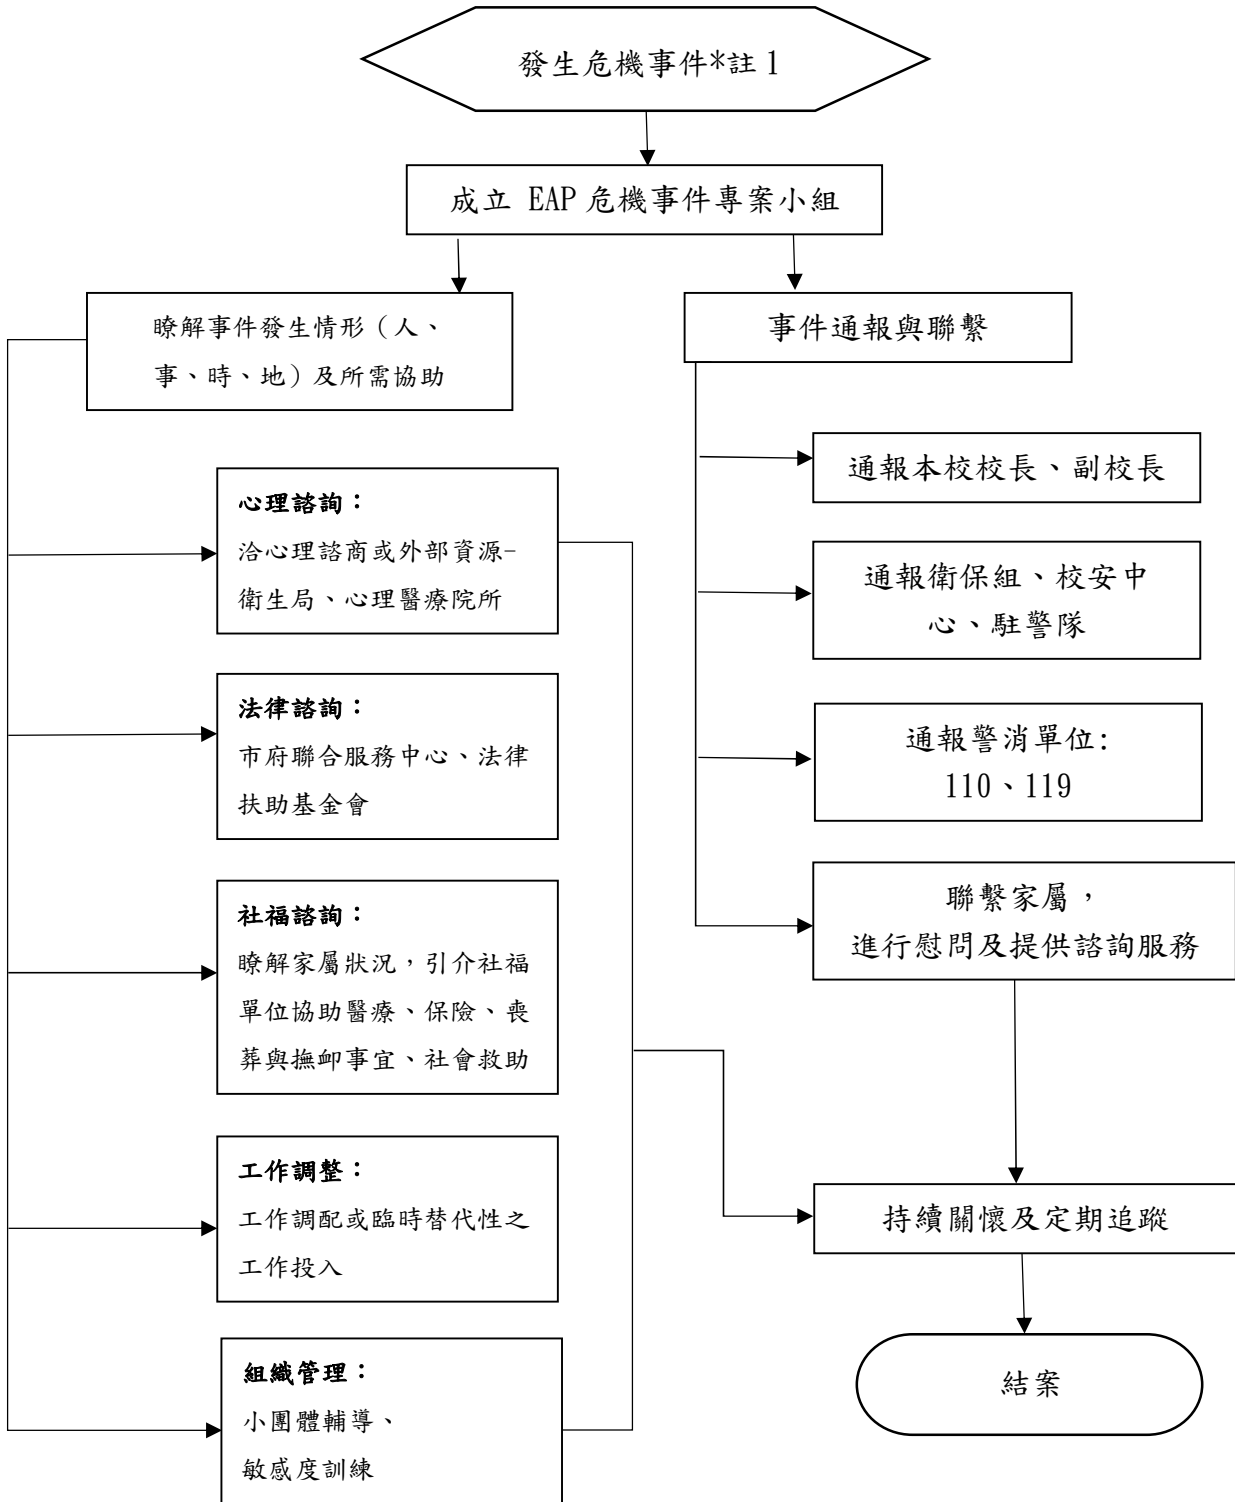 發生危機事件*註 1
成立 EAP 危機事件專案小組
瞭解事件發生情形（人、
事、時、地）及所需協助
事件通報與聯繫
通報本校校長、副校長
通報衛保組、校安中
心、駐警隊
通報警消單位:
110、119
聯繫家屬，
進行慰問及提供諮詢服務
心理諮詢：
洽心理諮商或外部資源-
衛生局、心理醫療院所
法律諮詢：
市府聯合服務中心、法律
扶助基金會
社福諮詢：
瞭解家屬狀況，引介社福
單位協助醫療、保險、喪
葬與撫卹事宜、社會救助
工作調整：
工作調配或臨時替代性之
工作投入
組織管理：
小團體輔導、
敏感度訓練
持續關懷及定期追蹤
結案